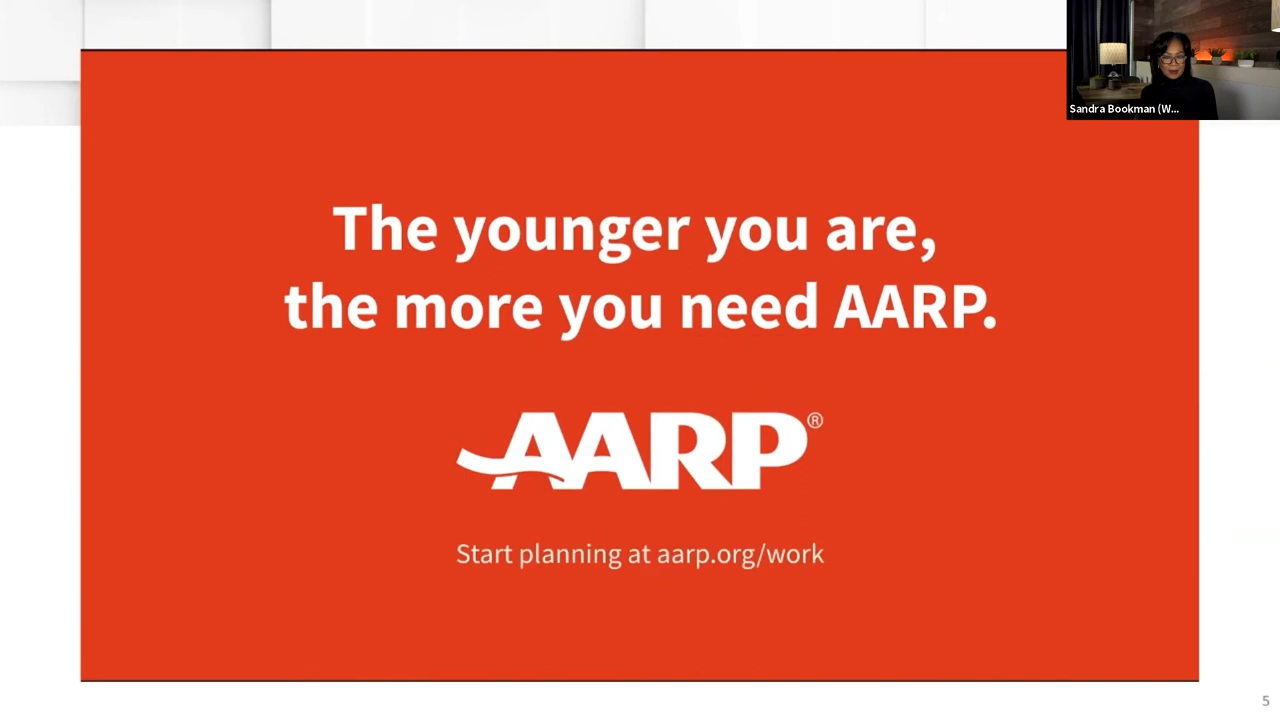 Sandra Bookman (W...
The younger you are,
the more you need AARP.
AARP®
Start planning at aarp.org/work
5